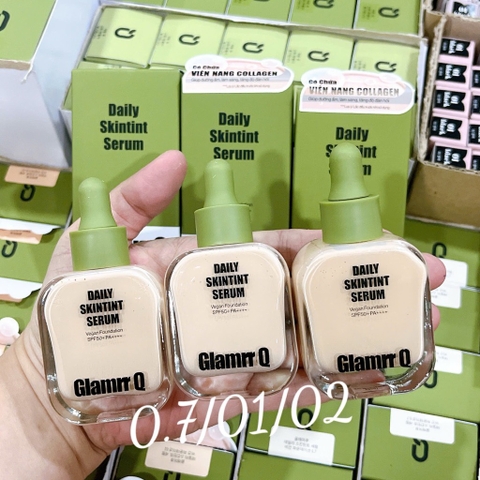 Có Chứa
VIÊN NANG COLLAGEN
Có Chứa
VIÊN NANG COLLAGEN
Daily
Skintint
Serum
Daily
Skintint
Serum
Daily
Skintint
Serum
DAILY
SKINTINT
SERUM
Vegan Foundation
SPF50+ PA++++
Glamrr Q
DAILY
SKINTINT
SERUM
Vegan Foundation
SPF50+ PA++++
Glamrr Q
DAILY
SKINTINT
SERUM
Vegan Foundation
SPF50+ PA++++
Glamrr Q
0.7/01/02